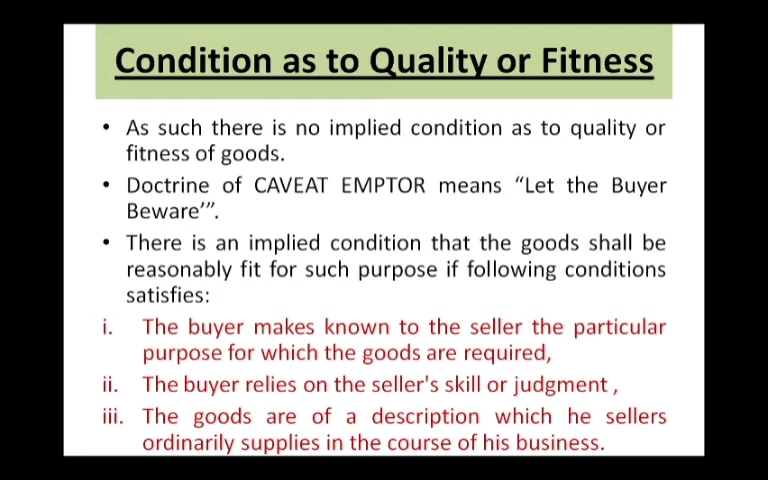 Condition as to Quality or Fitness
• As such there is no implied condition as to quality or
fitness of goods.
• Doctrine of CAVEAT EMPTOR means “Let the Buyer
Beware’”.
• There is an implied condition that the goods shall be
reasonably fit for such purpose if following conditions
satisfies:
i. The buyer makes known to the seller the particular
purpose for which the goods are required,
ii. The buyer relies on the seller's skill or judgment ,
iii. The goods are of a description which he sellers
ordinarily supplies in the course of his business.